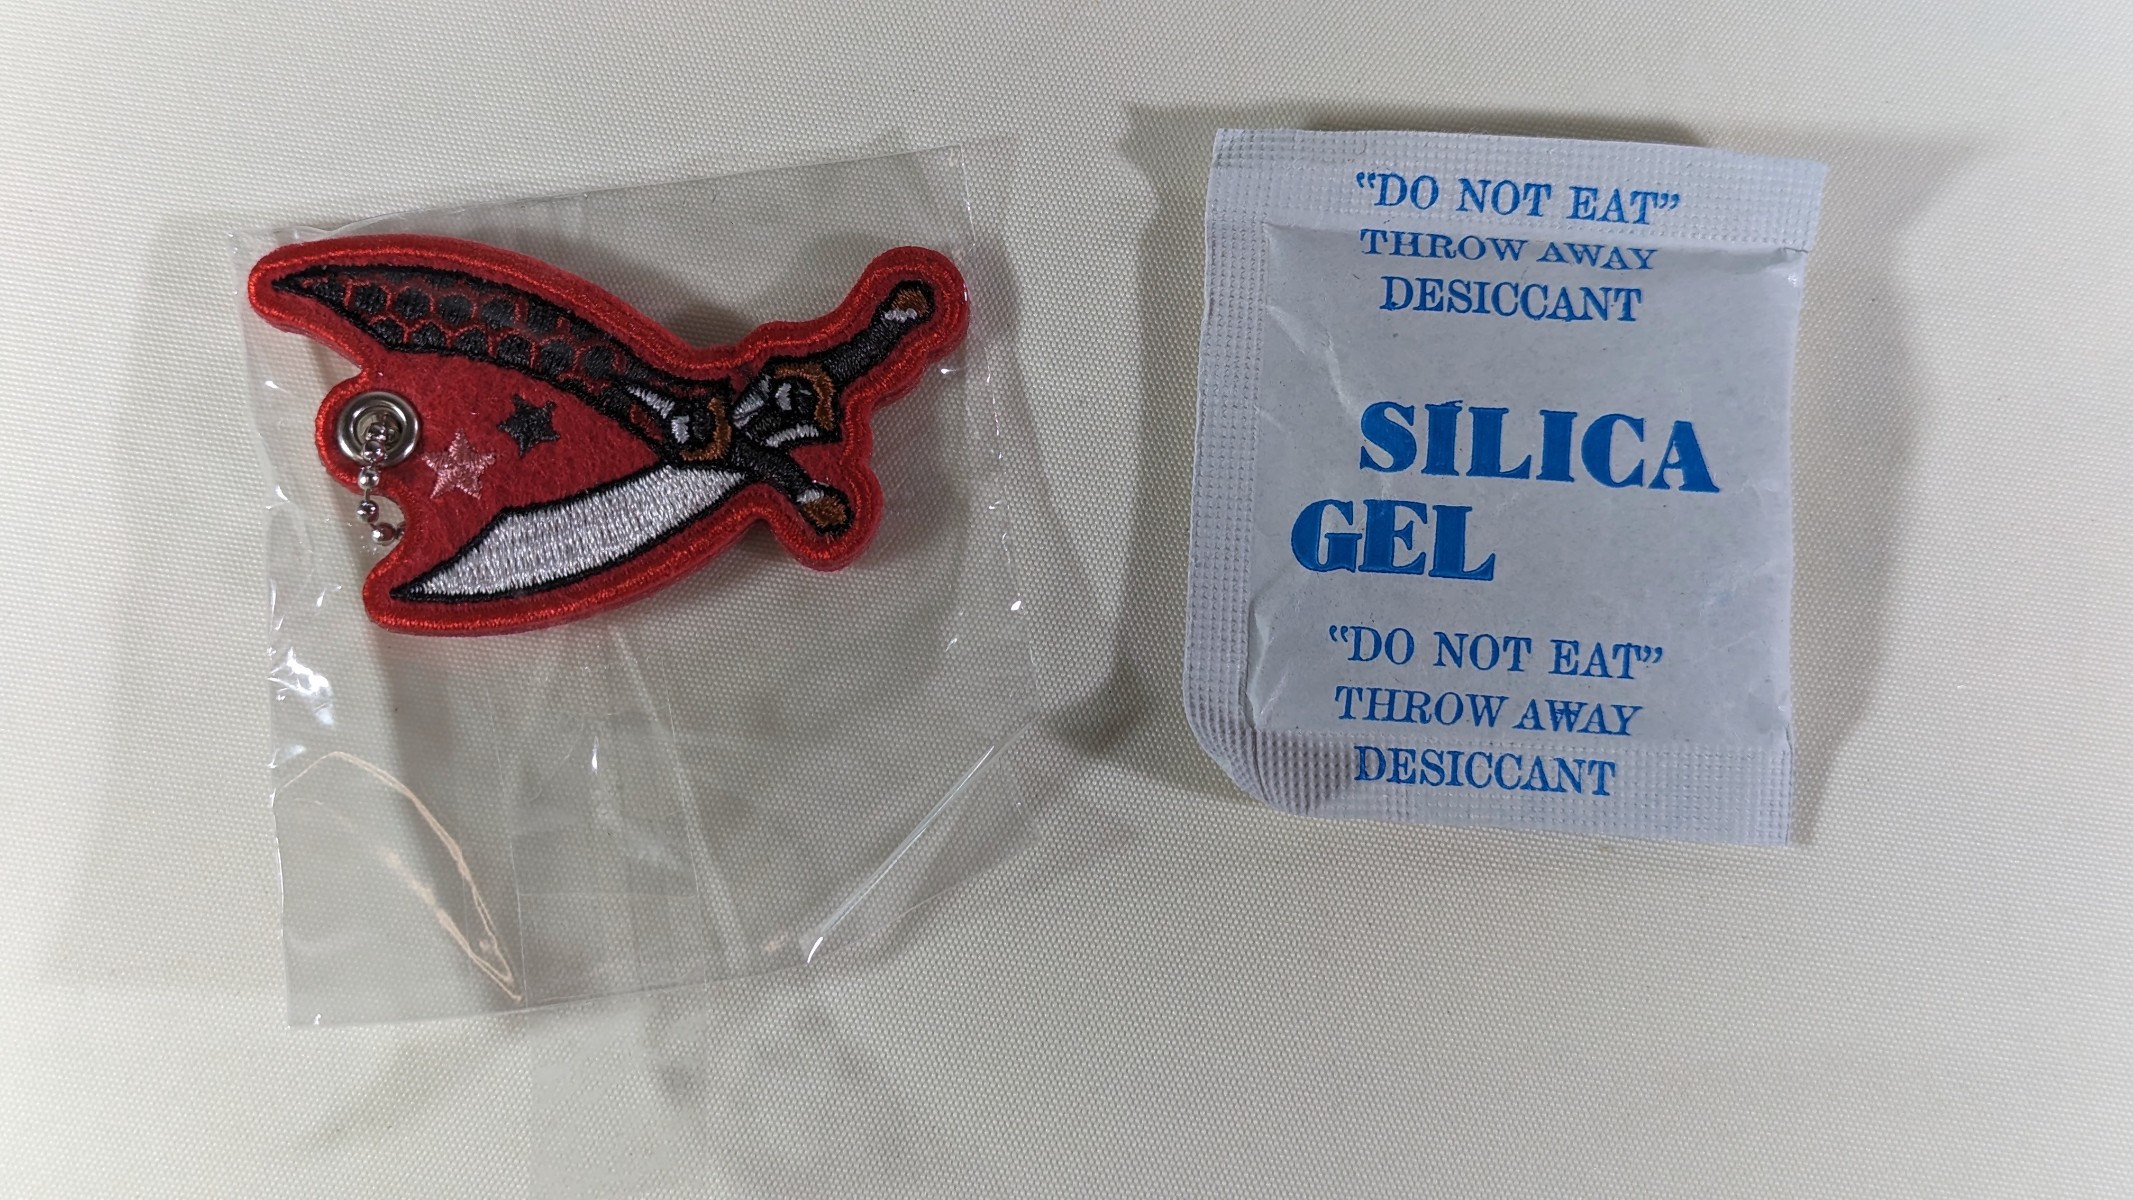 “DO NOT EAT”
THROW AWAY
DESICCANT
SILICA
GEL
“DO NOT EAT”
THROW AWAY
DESICCANT